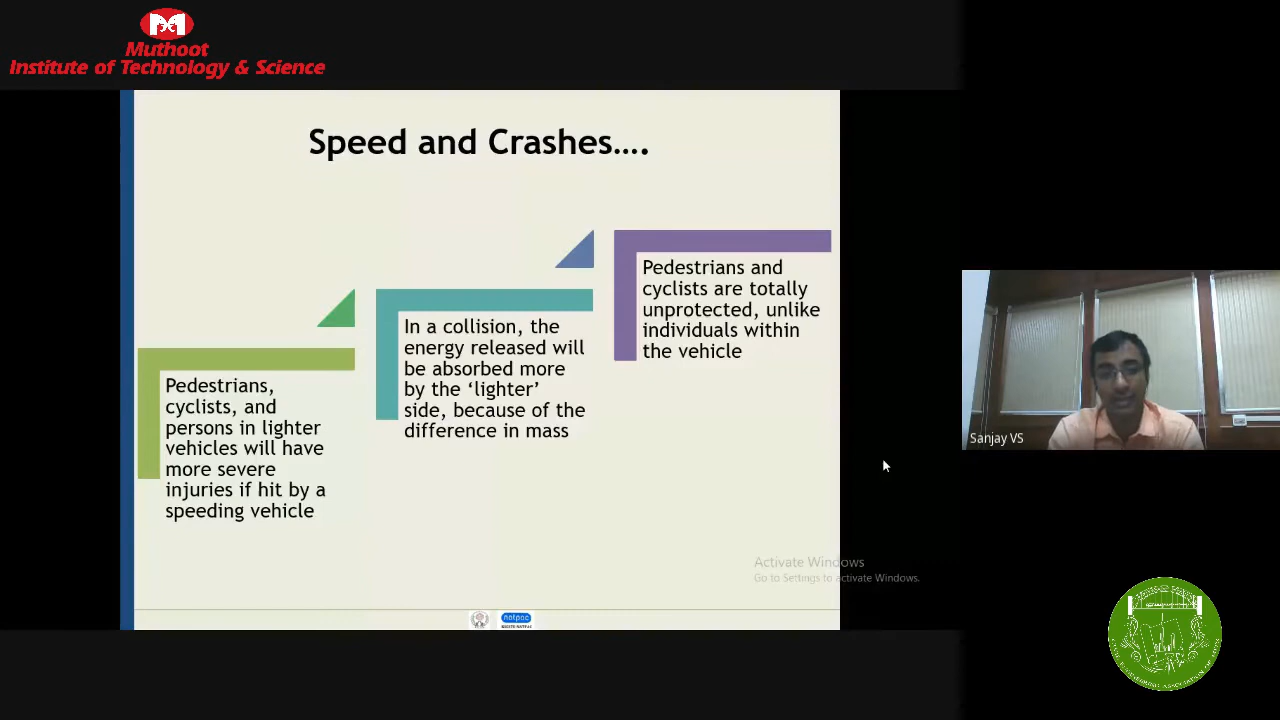 Muthoot
Institute of Technology & Science
Speed and Crashes....
Pedestrians,
cyclists, and
persons in lighter
vehicles will have
more severe
injuries if hit by a
speeding vehicle
In a collision, the
energy released will
be absorbed more
by the ‘lighter’
side, because of the
difference in mass
Pedestrians and
cyclists are totally
unprotected, unlike
individuals within
the vehicle
Sanjay VS
Activate Windows
Go to Settings to activate Windows.
natpac